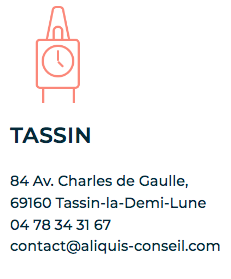 TASSIN
84 Av. Charles de Gaulle,
69160 Tassin-la-Demi-Lune
04 78 34 31 67
contact@aliquis-conseil.com